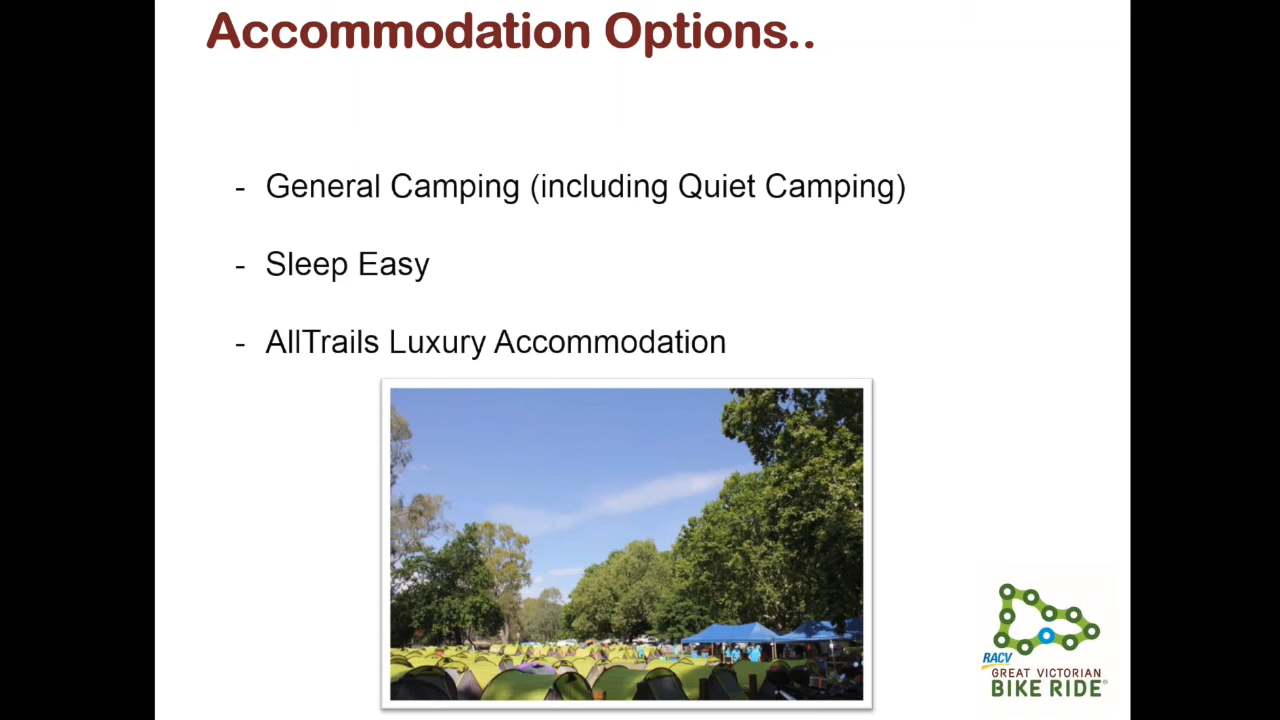 Accommodation Options..
- General Camping (including Quiet Camping)
- Sleep Easy
- AllTrails Luxury Accommodation
RACV
GREAT VICTORIAN
BIKE RIDE®